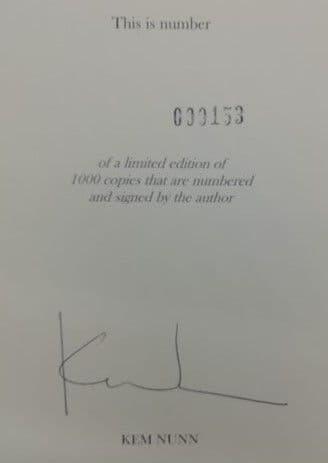 This is number
000153
of a limited edition of
1000 copies that are numbered
and signed by the author
KEM NUNN